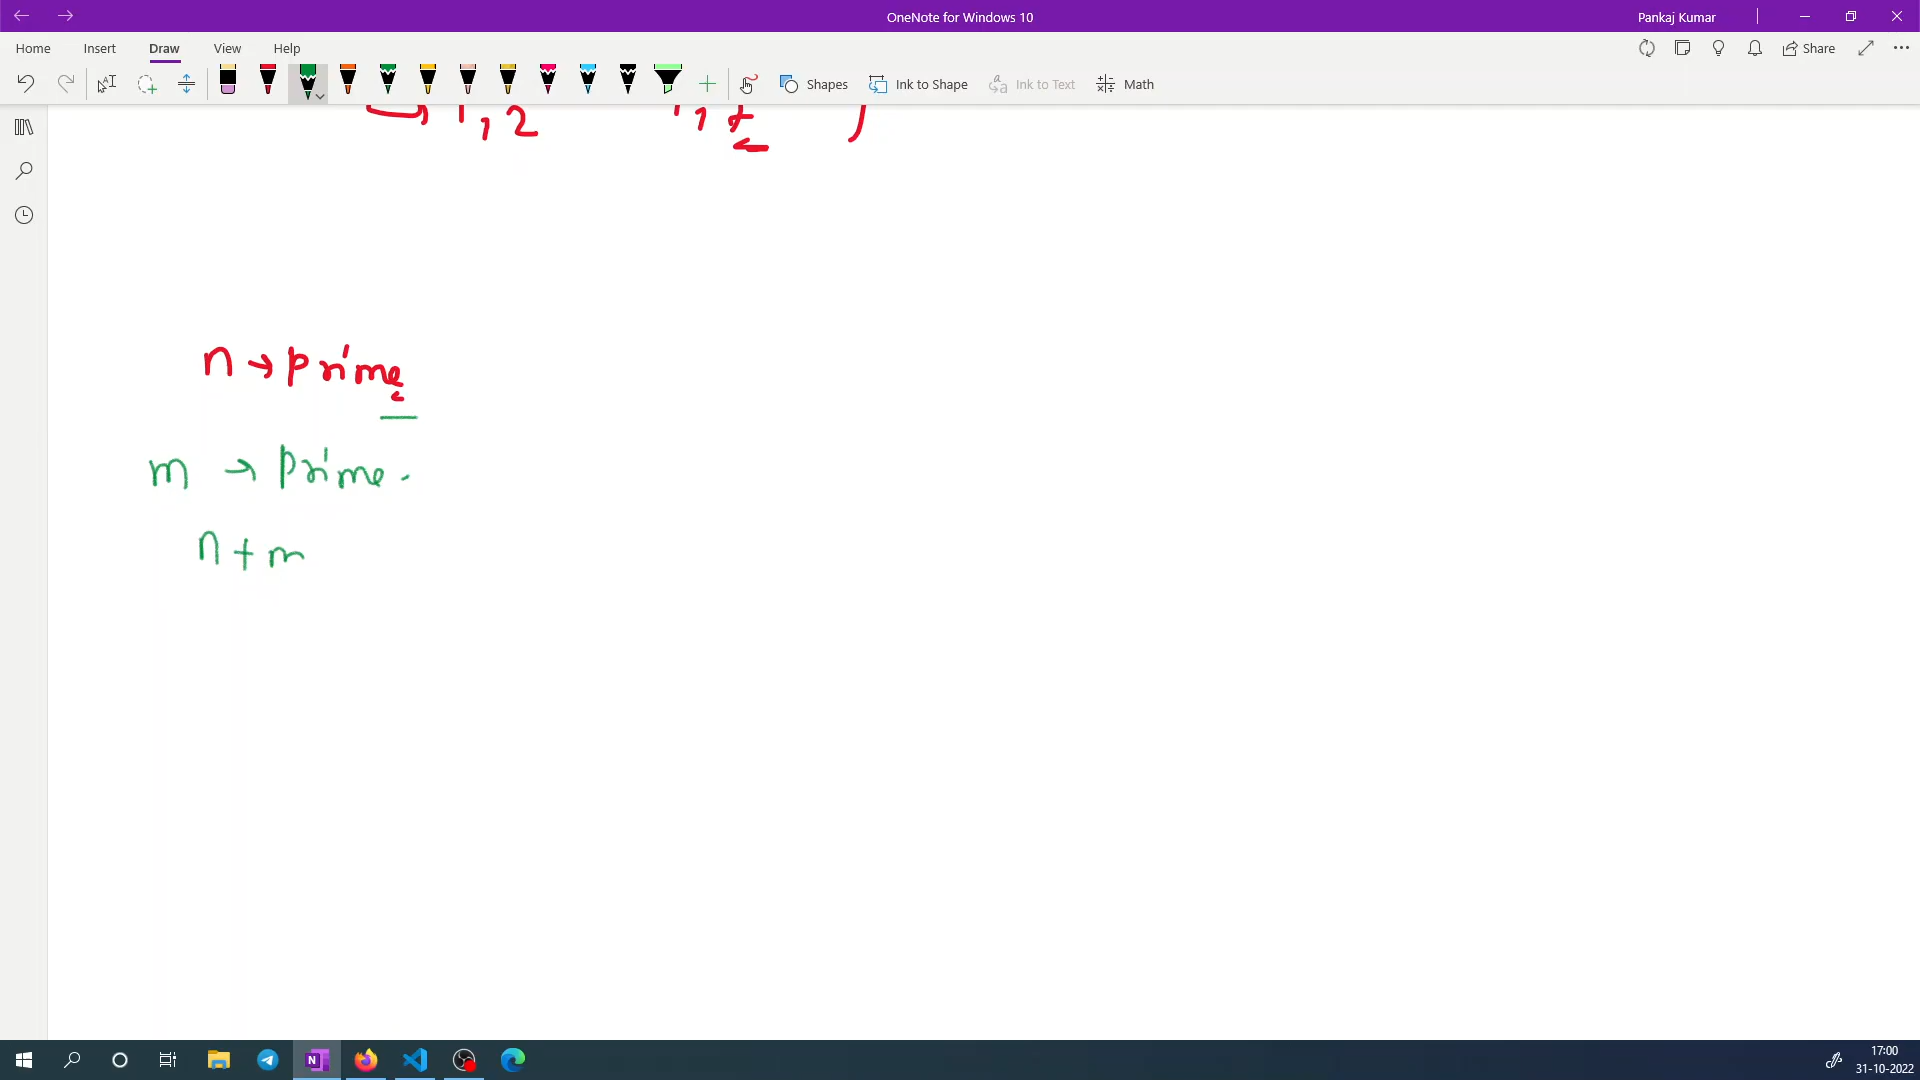 OneNote for Windows 10
Pankaj Kumar
Home Insert Draw View Help
Share
Shapes
Ink to Shape
Ink to Text
Math
1, 2
n → prime
m → prime.
n + m
17:00
31-10-2022